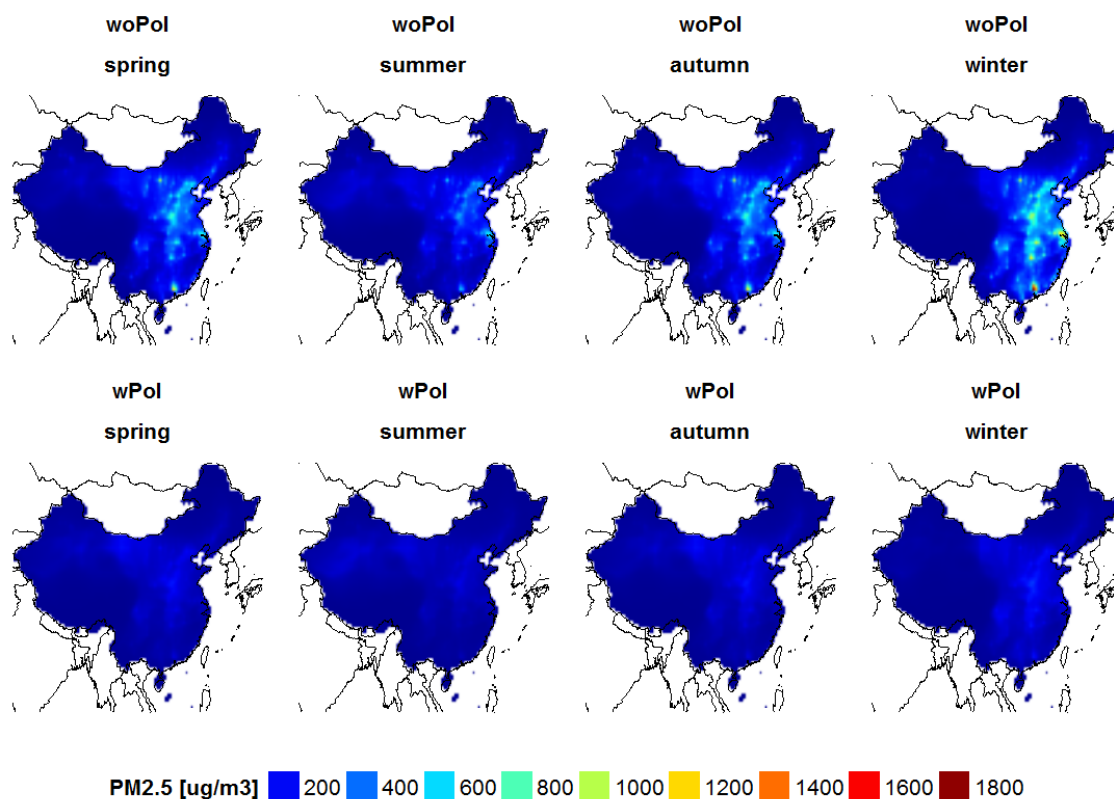 woPol woPol woPol woPol
spring summer autumn winter
wPol wPol wPol wPol
spring summer autumn winter
PM2.5 [ug/m3] 200 400 600 800 1000 1200 1400 1600 1800